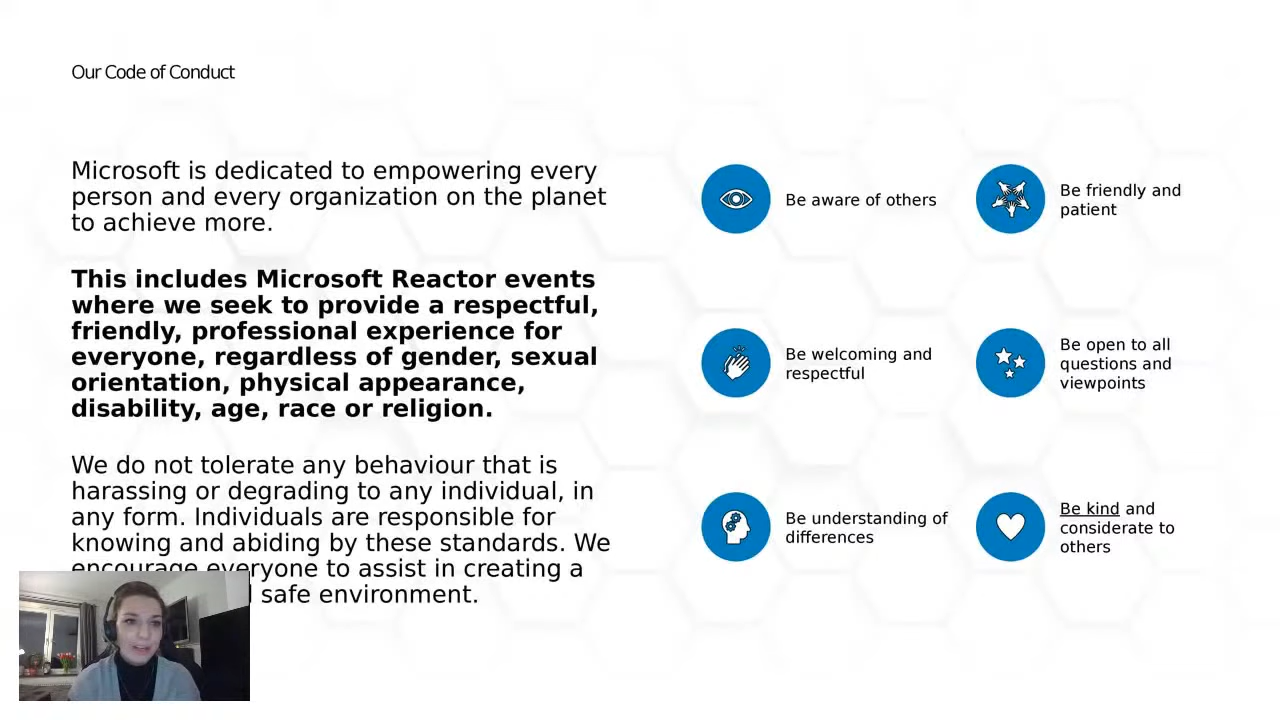 Our Code of Conduct
Microsoft is dedicated to empowering every
person and every organization on the planet
to achieve more.
This includes Microsoft Reactor events
where we seek to provide a respectful,
friendly, professional experience for
everyone, regardless of gender, sexual
orientation, physical appearance,
disability, age, race or religion.
We do not tolerate any behaviour that is
harassing or degrading to any individual, in
any form. Individuals are responsible for
knowing and abiding by these standards. We
encourage everyone to assist in creating a
safe environment.
Be aware of others
Be friendly and
patient
Be welcoming and
respectful
Be open to all
questions and
viewpoints
Be understanding of
differences
Be kind and
considerate to
others